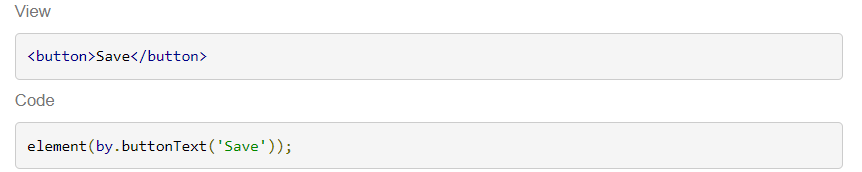 View
<button>Save</button>
Code
element(by.buttonText('Save'));